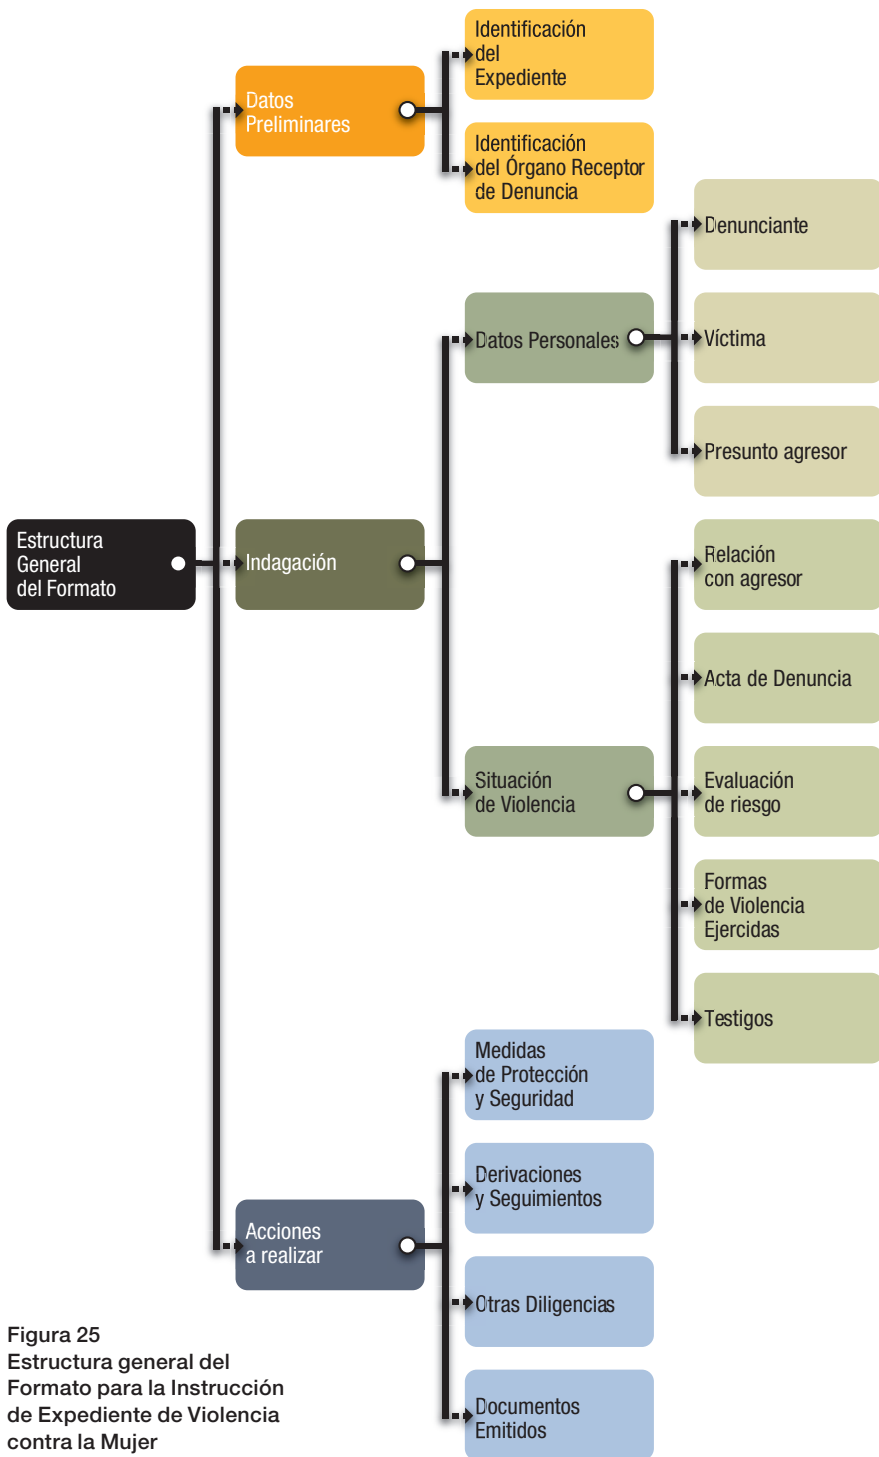 Estructura
General
del Formato
Datos
Preliminares
Identificación
del
Expediente
Identificación
del Órgano Receptor
de Denuncia
Indagación
Datos Personales
Denunciante
Víctima
Presunto agresor
Situación
de Violencia
Relación
con agresor
Acta de Denuncia
Evaluación
de riesgo
Formas
de Violencia
Ejercidas
Testigos
Acciones
a realizar
Medidas
de Protección
y Seguridad
Derivaciones
y Seguimientos
Otras Diligencias
Documentos
Emitidos
Figura 25
Estructura general del
Formato para la Instrucción
de Expediente de Violencia
contra la Mujer